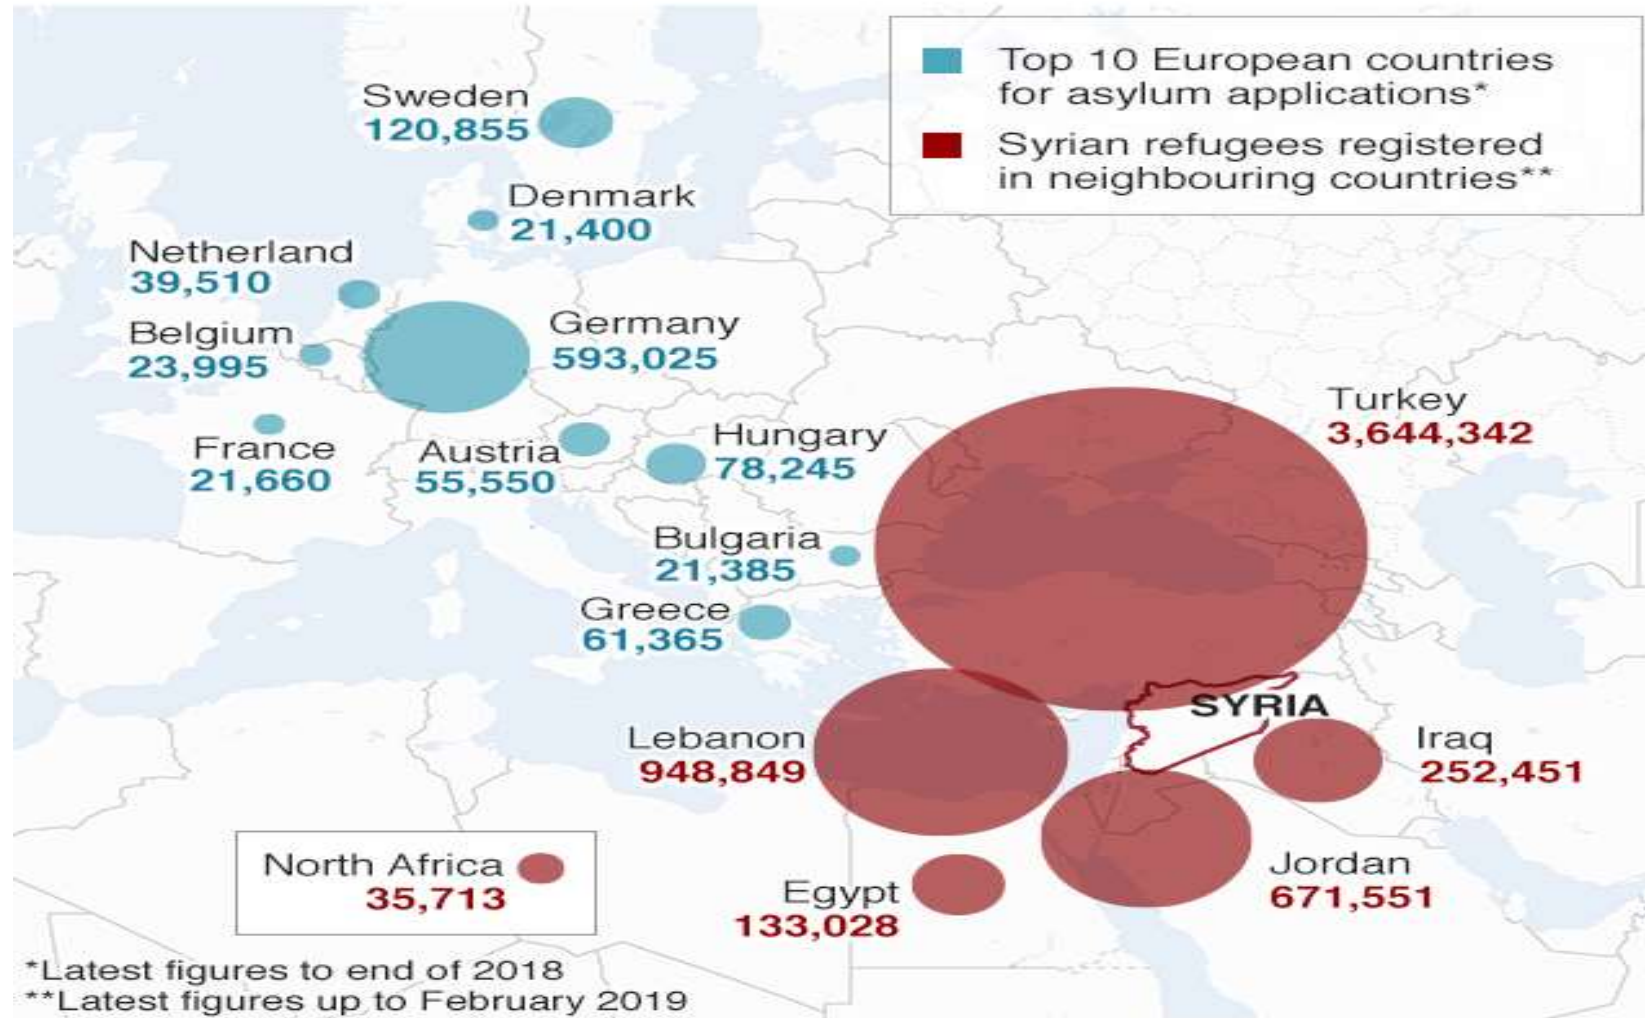 Top 10 European countries
for asylum applications*
Syrian refugees registered
in neighbouring countries**
Sweden
120,855
Denmark
21,400
Netherland
39,510
Belgium
23,995
Germany
593,025
France
21,660
Austria
55,550
Hungary
78,245
Bulgaria
21,385
Greece
61,365
Turkey
3,644,342
SYRIA
Lebanon
948,849
Iraq
252,451
Jordan
671,551
Egypt
133,028
North Africa
35,713
*Latest figures to end of 2018
**Latest figures up to February 2019